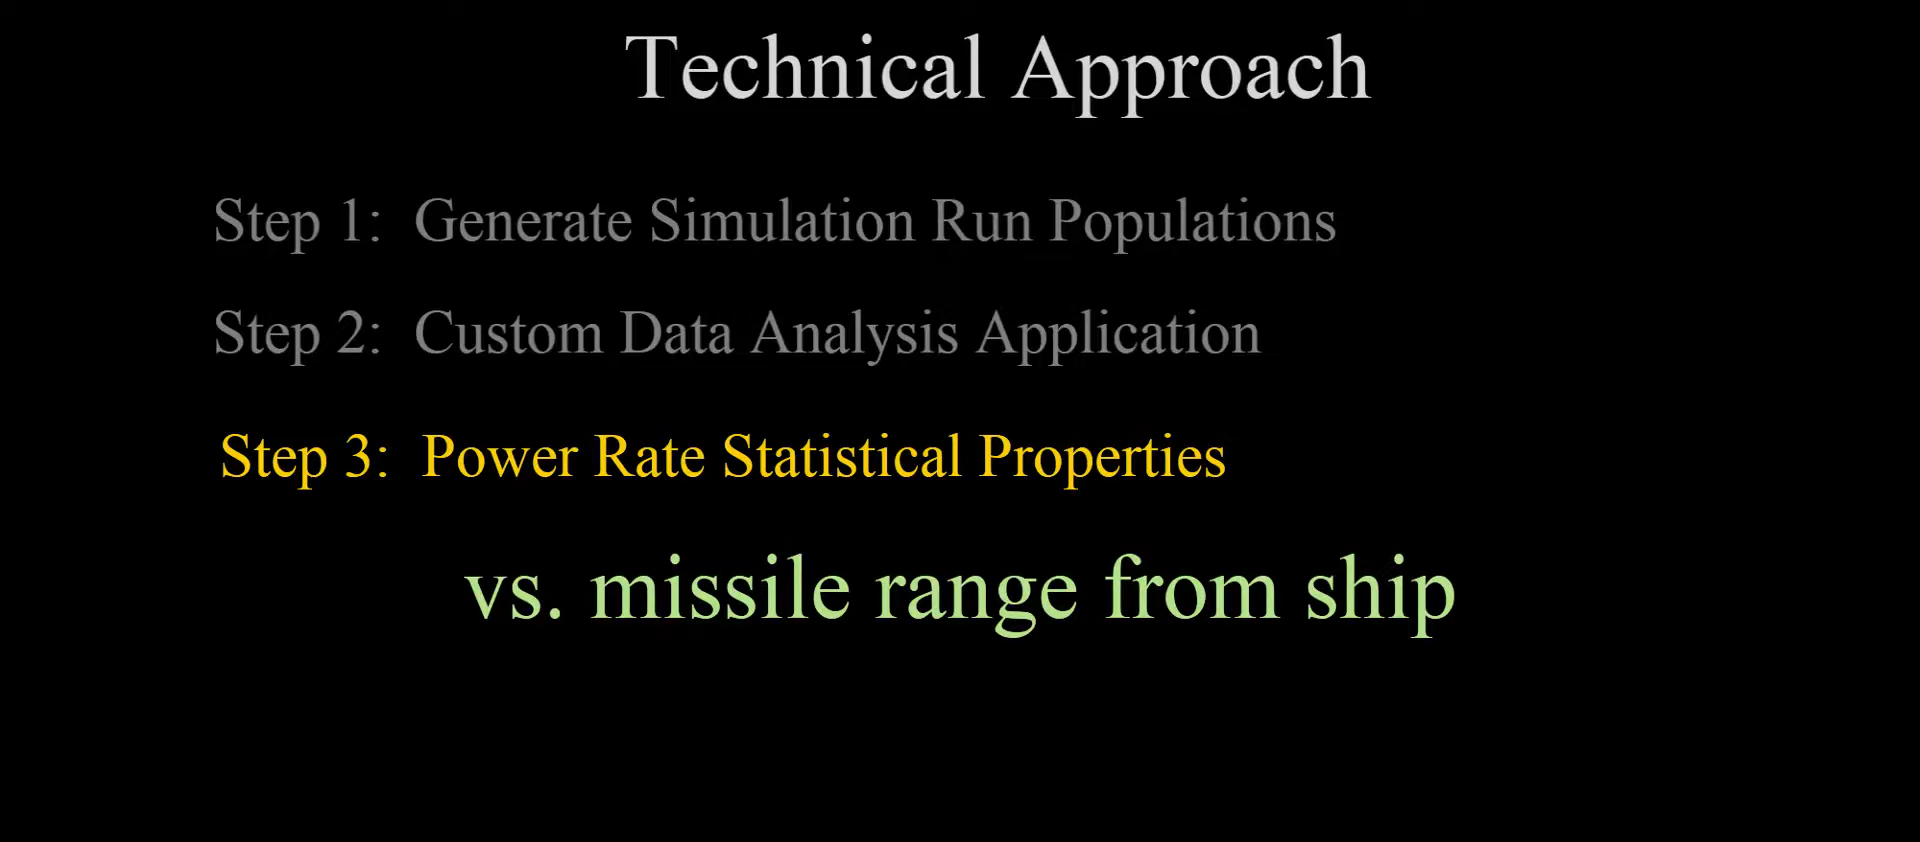 Technical Approach
Step 1: Generate Simulation Run Populations
Step 2: Custom Data Analysis Application
Step 3: Power Rate Statistical Properties
vs. missile range from ship